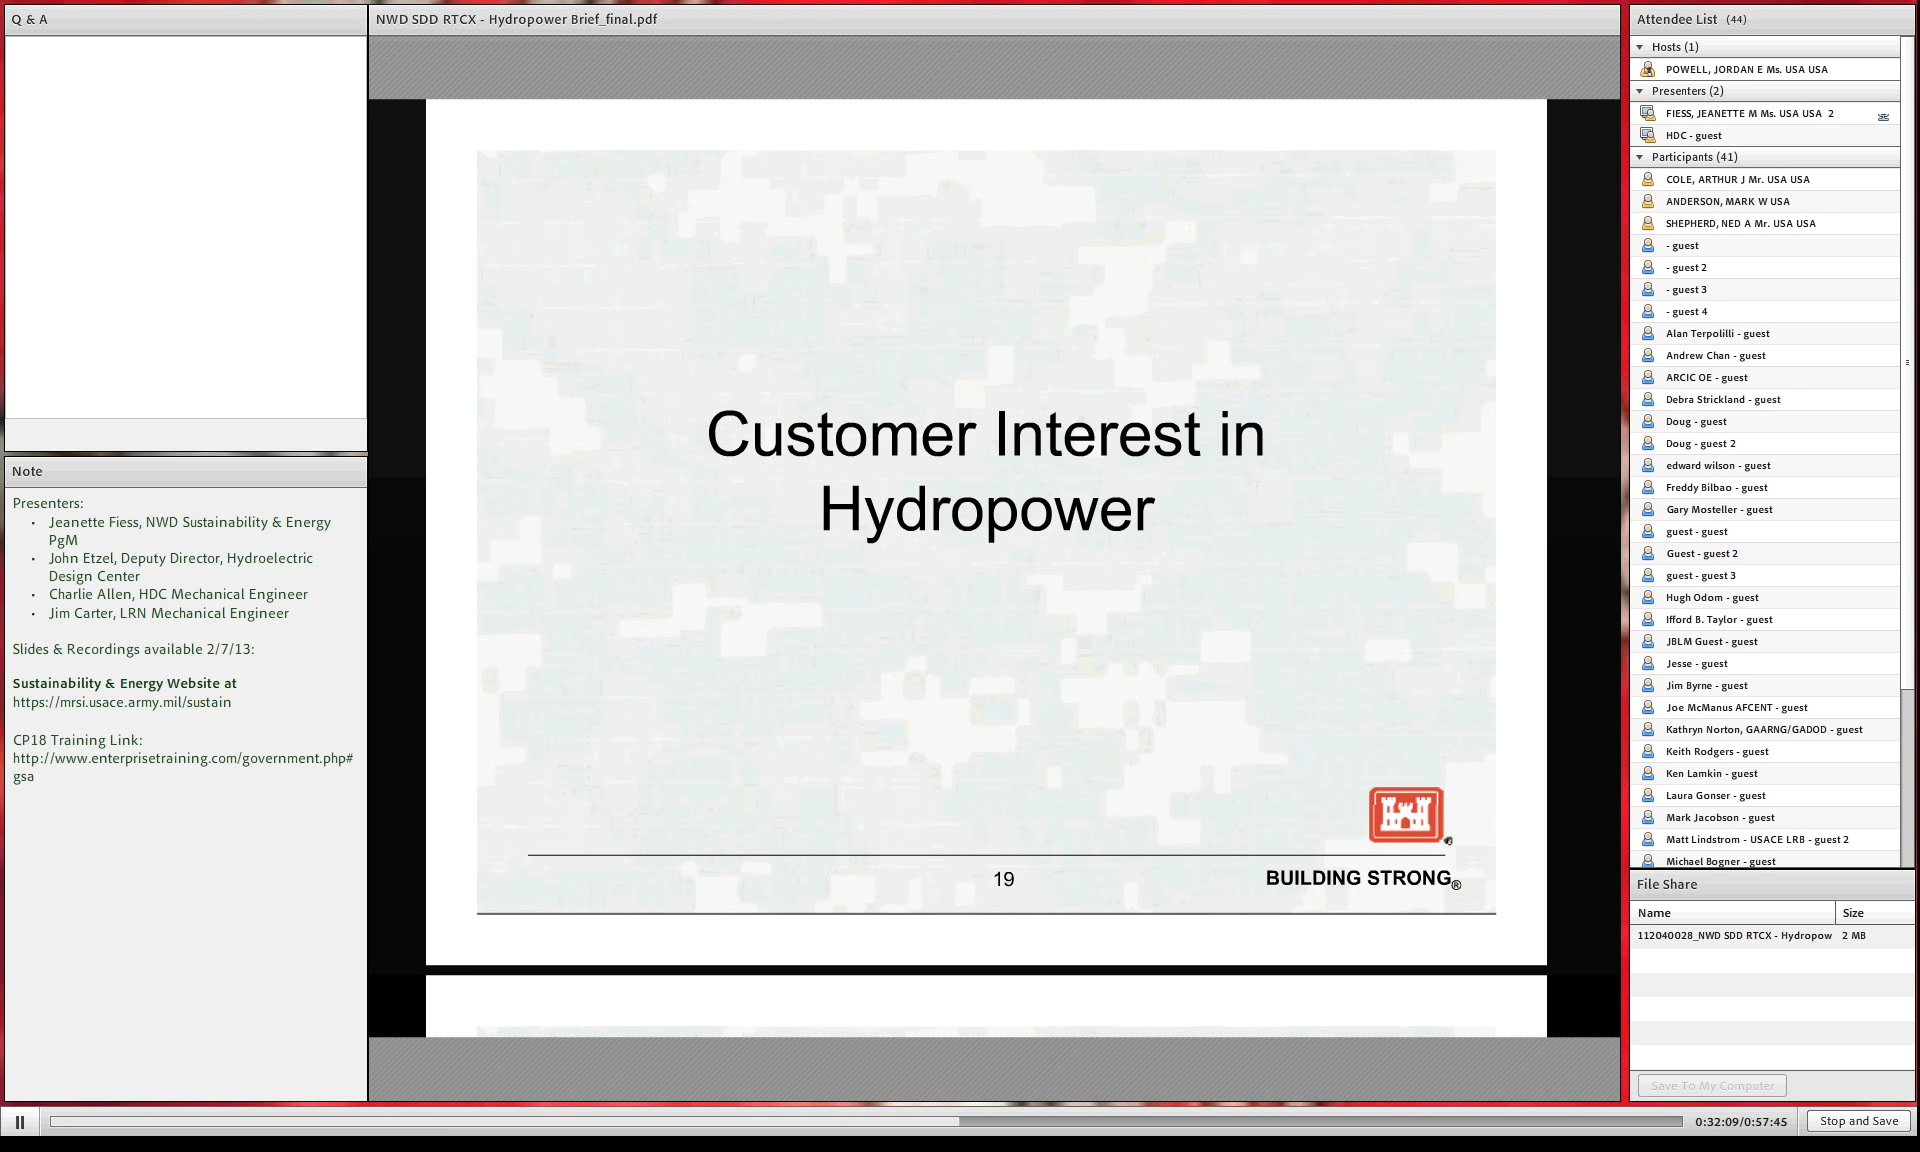 Q & A
NWD SDD RTCX - Hydropower Brief_final.pdf
Attendee List (44)
Hosts (1)
POWELL, JORDAN E Ms. USA USA
Presenters (2)
FIESS, JEANETTE M Ms. USA USA 2
HDC - guest
Participants (41)
COLE, ARTHUR J Mr. USA USA
ANDERSON, MARK W USA
SHEPHERD, NED A Mr. USA USA
- guest
- guest 2
- guest 3
- guest 4
Alan Terpolilli - guest
Andrew Chan - guest
ARCIC OE - guest
Debra Strickland - guest
Doug - guest
Doug - guest 2
edward wilson - guest
Freddy Bilbao - guest
Gary Mosteller - guest
guest - guest
Guest - guest 2
guest - guest 3
Hugh Odom - guest
Ifford B. Taylor - guest
JBLM Guest - guest
Jesse - guest
Jim Byrne - guest
Joe McManus AFCENT - guest
Kathryn Norton, GAARNG/GADOD - guest
Keith Rodgers - guest
Ken Lamkin - guest
Laura Gonser - guest
Mark Jacobson - guest
Matt Lindstrom - USACE LRB - guest 2
Michael Bogner - guest
Note
Presenters:
• Jeanette Fiess, NWD Sustainability & Energy
PgM
• John Etzel, Deputy Director, Hydroelectric
Design Center
• Charlie Allen, HDC Mechanical Engineer
• Jim Carter, LRN Mechanical Engineer
Slides & Recordings available 2/7/13:
Sustainability & Energy Website at
https://mrsi.usace.army.mil/sustain
CP18 Training Link:
http://www.enterprisetraining.com/government.php#
gsa
Customer Interest in
Hydropower
19
BUILDING STRONG®
File Share
Name Size
112040028_NWD SDD RTCX - Hydropow 2 MB
Save To My Computer
0:32:09/0:57:45
Stop and Save